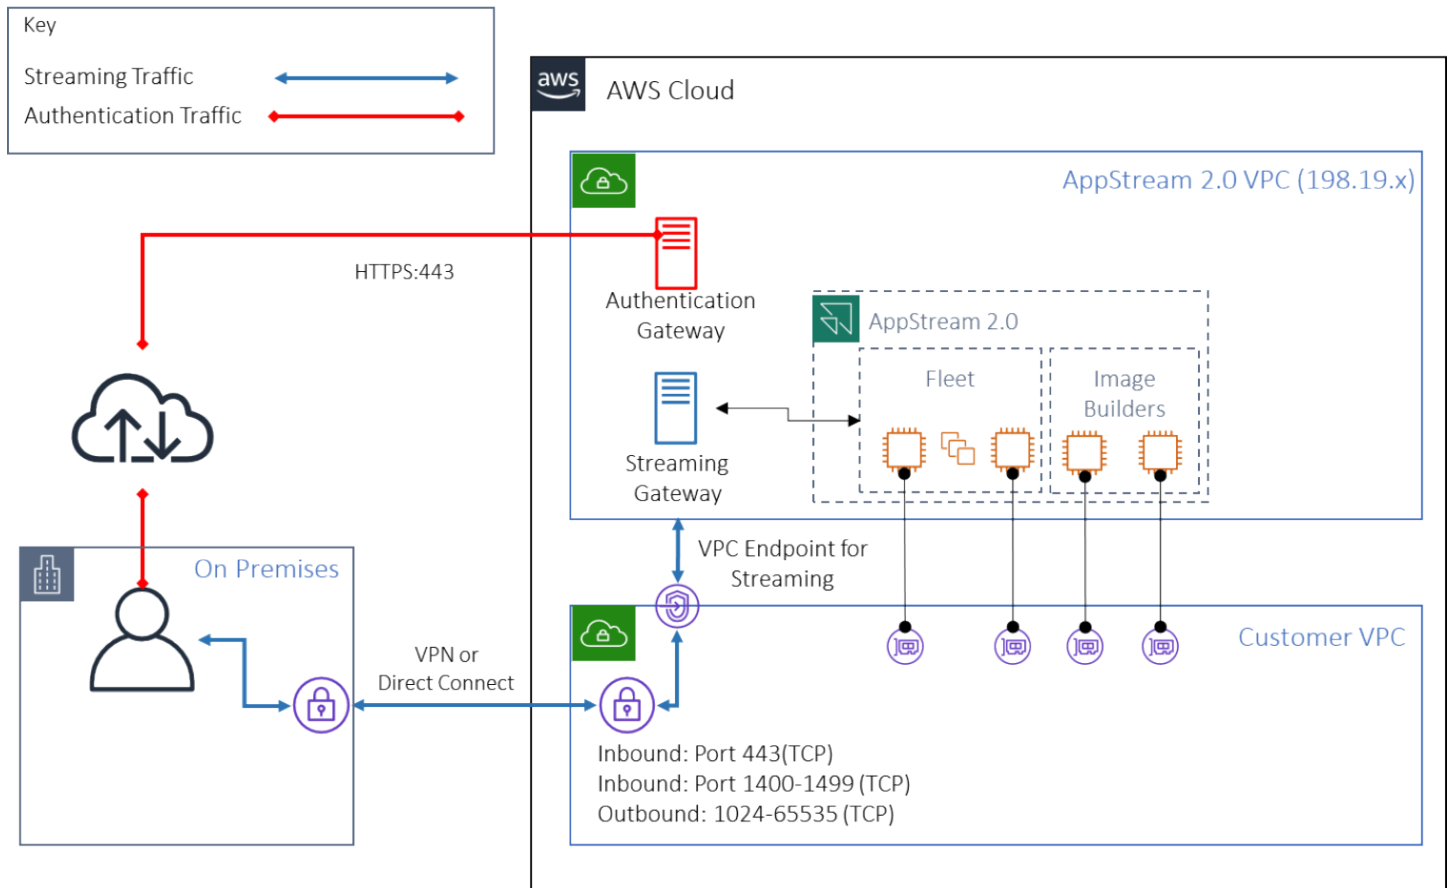 Key
Streaming Traffic
Authentication Traffic
aws
AWS Cloud
AppStream 2.0 VPC (198.19.x)
HTTPS:443
Authentication
Gateway
AppStream 2.0
Fleet
Image
Builders
Streaming
Gateway
VPC Endpoint for
Streaming
On Premises
Customer VPC
VPN or
Direct Connect
Inbound: Port 443(TCP)
Inbound: Port 1400-1499 (TCP)
Outbound: 1024-65535 (TCP)